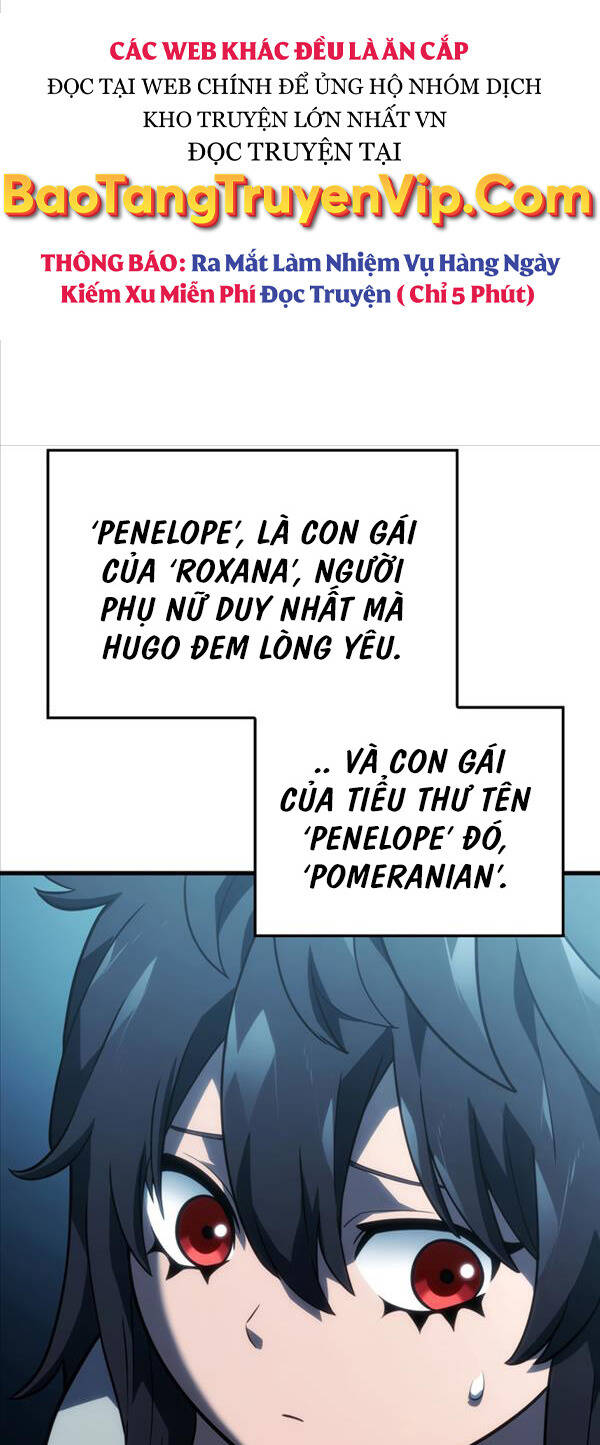 CÁC WEB KHÁC ĐỀU LÀ ĂN CẮP
ĐỌC TẠI WEB CHÍNH ĐỂ ỦNG HỘ NHÓM DỊCH
KHO TRUYỆN LỚN NHẤT VN
ĐỌC TRUYỆN TẠI
BaoTangTruyenVip.Com
THÔNG BÁO: Ra Mắt Làm Nhiệm Vụ Hàng Ngày
Kiếm Xu Miễn Phí Đọc Truyện ( Chỉ 5 Phút)
'PENELOPE', LÀ CON GÁI
CỦA 'ROXANA', NGƯỜI
PHỤ NỮ DUY NHẤT MÀ
HUGO ĐEM LÒNG YÊU.
.. VÀ CON GÁI
CỦA TIỂU THƯ TÊN
'PENELOPE' ĐÓ,
'POMERANIAN'.